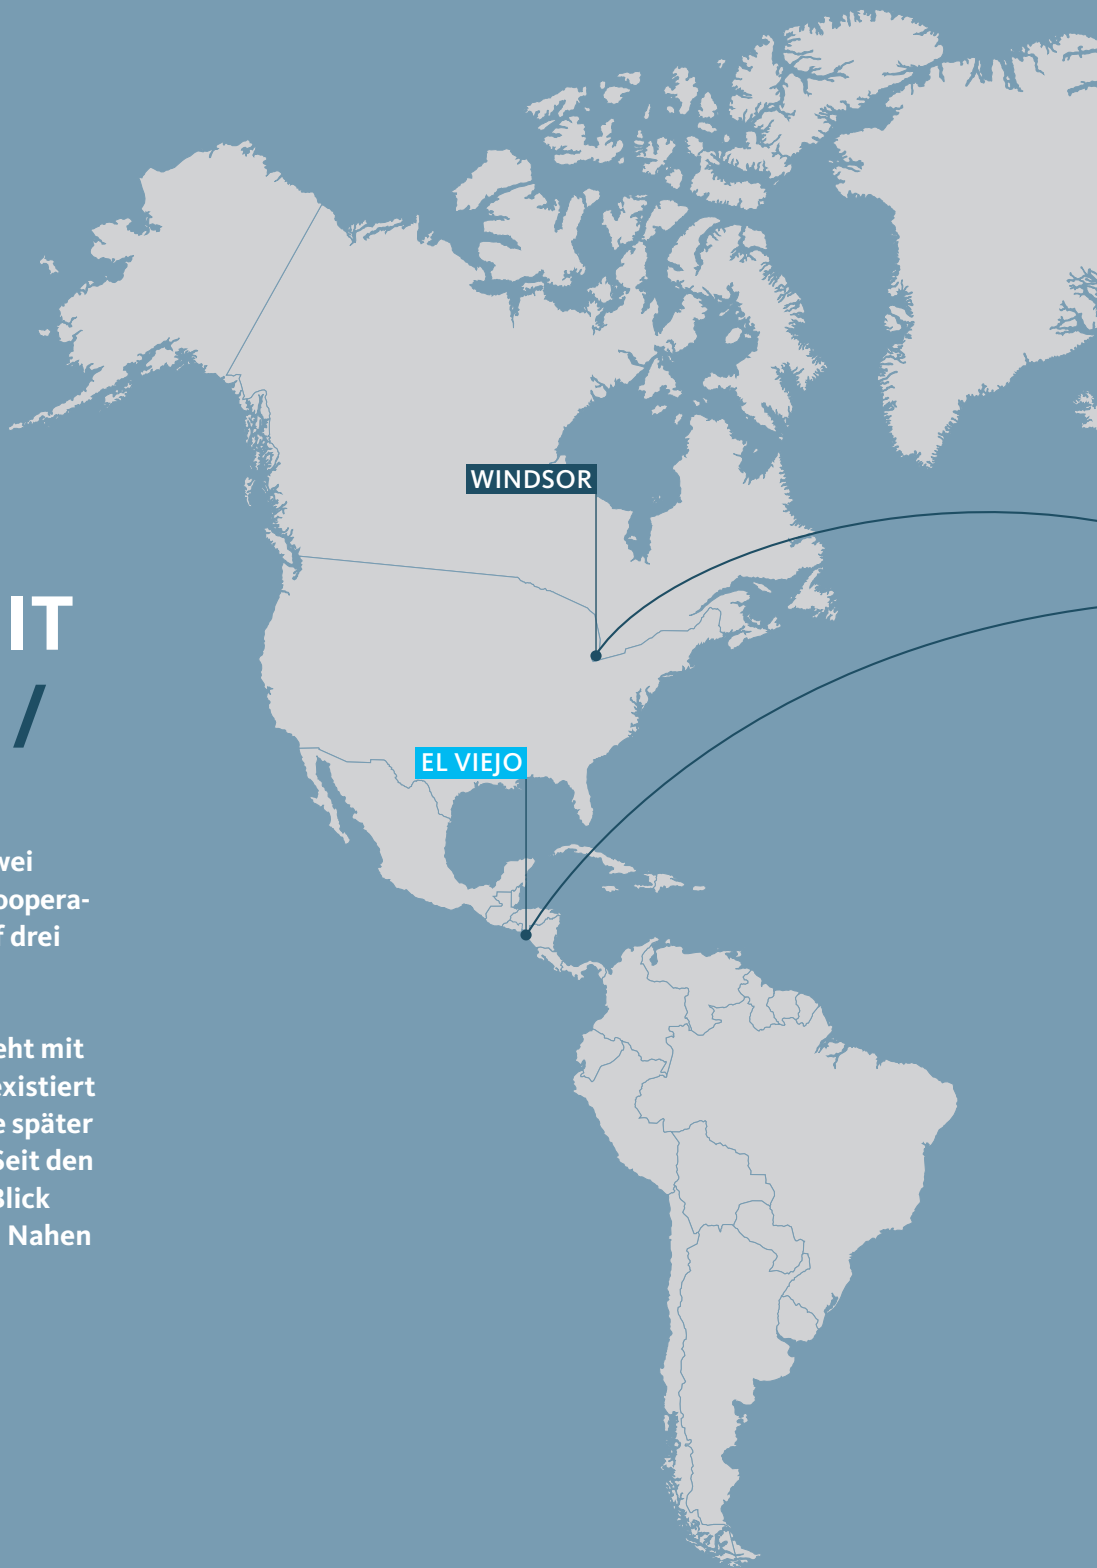 IT
/
WINDSOR
EL VIEJO
wei
oopera-
f drei
eht mit
existiert
e später
Seit den
Blick
Nahen